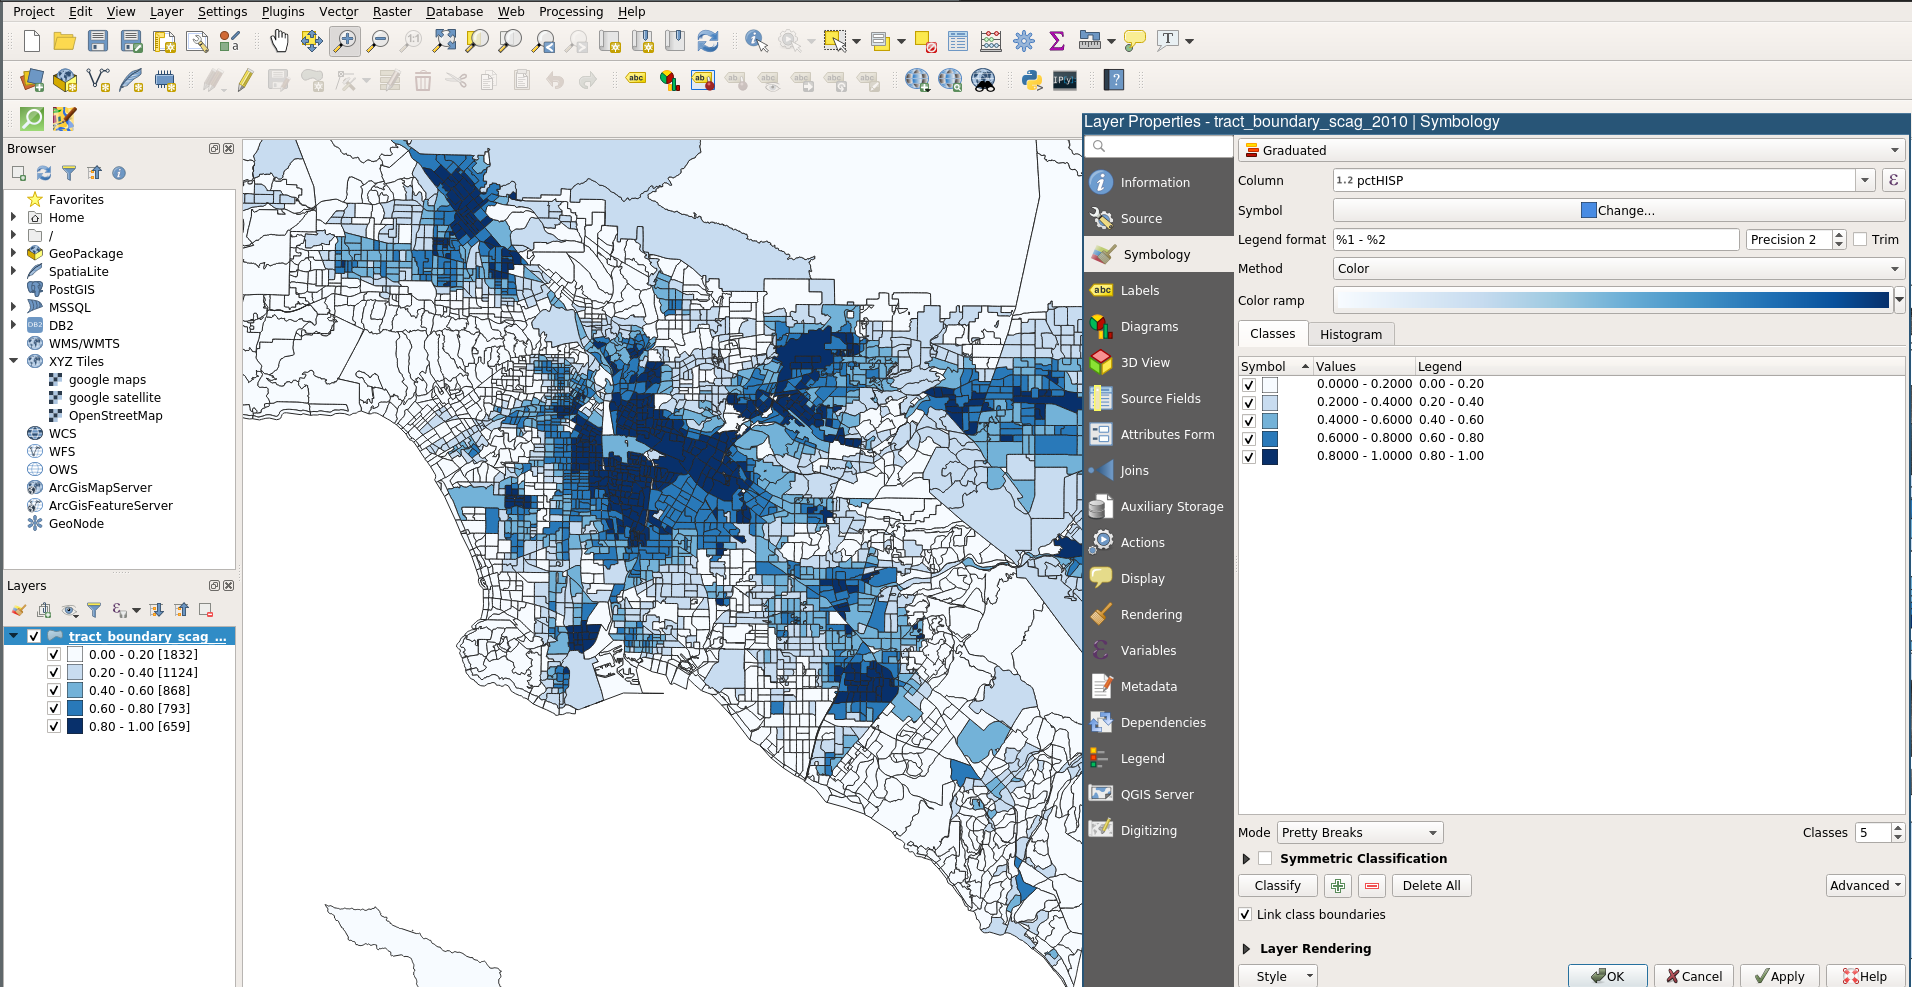 Project Edit View Layer Settings Plugins Vector Raster Database Web Processing Help
Layer Properties - tract_boundary_scag_2010 | Symbology
Browser
Favorites
Home
/
GeoPackage
SpatiaLite
PostGIS
MSSQL
DB2
WMS/WMTS
XYZ Tiles
google maps
google satellite
OpenStreetMap
WCS
WFS
OWS
ArcGisMapServer
ArcGisFeatureServer
GeoNode
Layers
tract_boundary_scag_...
0.00 - 0.20 [1832]
0.20 - 0.40 [1124]
0.40 - 0.60 [868]
0.60 - 0.80 [793]
0.80 - 1.00 [659]
Information
Source
Symbology
Labels
Diagrams
3D View
Source Fields
Attributes Form
Joins
Auxiliary Storage
Actions
Display
Rendering
Variables
Metadata
Dependencies
Legend
QGIS Server
Digitizing
Graduated
Column 1.2 pctHISP
Symbol Change...
Legend format %1 - %2 Precision 2 Trim
Method Color
Color ramp
Classes Histogram
Symbol Values Legend
0.0000 - 0.2000 0.00 - 0.20
0.2000 - 0.4000 0.20 - 0.40
0.4000 - 0.6000 0.40 - 0.60
0.6000 - 0.8000 0.60 - 0.80
0.8000 - 1.0000 0.80 - 1.00
Mode Pretty Breaks Classes 5
Symmetric Classification
Classify Delete All Advanced
Link class boundaries
Layer Rendering
Style OK Cancel Apply Help